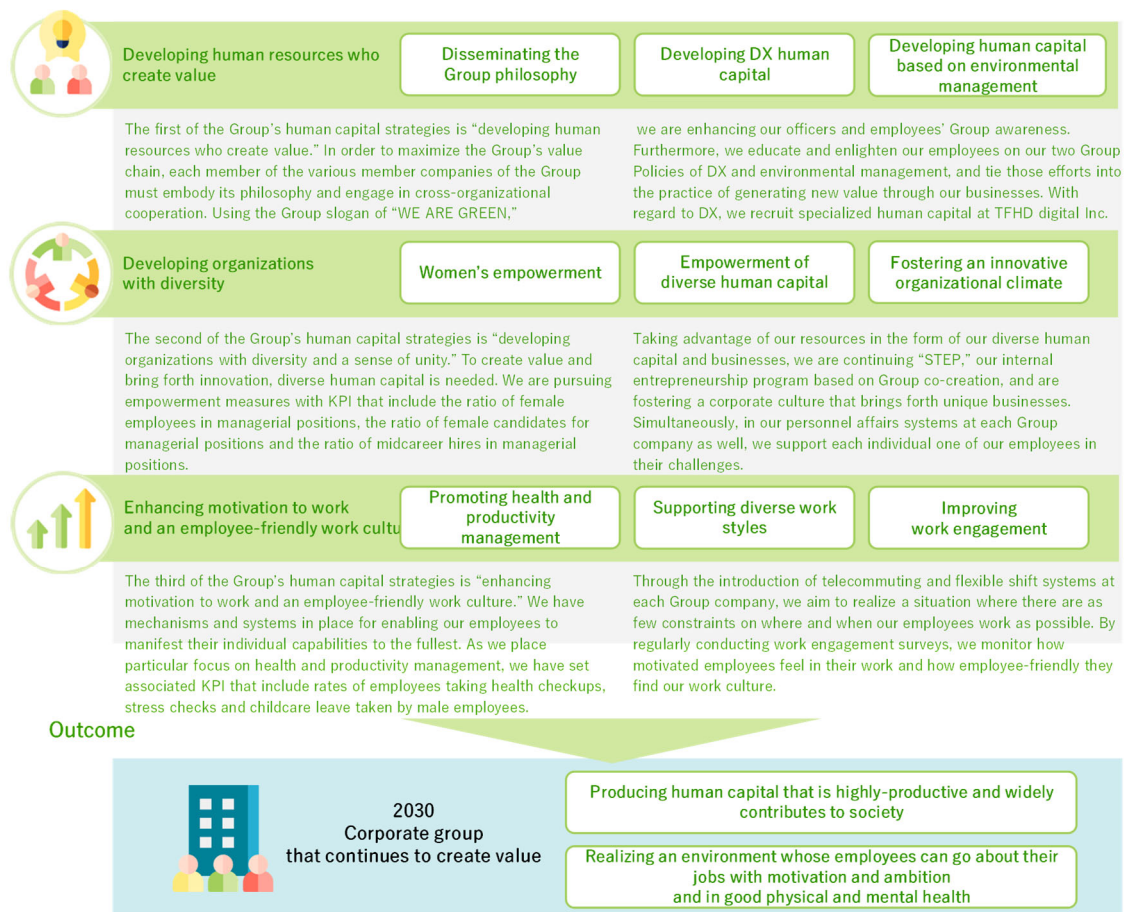 Developing human resources who
create value
Disseminating the
Group philosophy
Developing DX human
capital
Developing human capital
based on environmental
management
The first of the Group's human capital strategies is “developing human
resources who create value.” In order to maximize the Group's value
chain, each member of the various member companies of the Group
must embody its philosophy and engage in cross-organizational
cooperation. Using the Group slogan of “WE ARE GREEN,”
we are enhancing our officers and employees' Group awareness.
Furthermore, we educate and enlighten our employees on our two Group
Policies of DX and environmental management, and tie those efforts into
the practice of generating new value through our businesses. With
regard to DX, we recruit specialized human capital at TFHD digital Inc.
Developing organizations
with diversity
Women's empowerment
Empowerment of
diverse human capital
Fostering an innovative
organizational climate
The second of the Group's human capital strategies is “developing
organizations with diversity and a sense of unity.” To create value and
bring forth innovation, diverse human capital is needed. We are pursuing
empowerment measures with KPI that include the ratio of female
employees in managerial positions, the ratio of female candidates for
managerial positions and the ratio of midcareer hires in managerial
positions.
Taking advantage of our resources in the form of our diverse human
capital and businesses, we are continuing “STEP,” our internal
entrepreneurship program based on Group co-creation, and are
fostering a corporate culture that brings forth unique businesses.
Simultaneously, in our personnel affairs systems at each Group
company as well, we support each individual one of our employees in
their challenges.
Enhancing motivation to work
and an employee-friendly work cultu
Promoting health and
productivity
management
Supporting diverse work
styles
Improving
work engagement
The third of the Group's human capital strategies is “enhancing
motivation to work and an employee-friendly work culture.” We have
mechanisms and systems in place for enabling our employees to
manifest their individual capabilities to the fullest. As we place
particular focus on health and productivity management, we have set
associated KPI that include rates of employees taking health checkups,
stress checks and childcare leave taken by male employees.
Through the introduction of telecommuting and flexible shift systems at
each Group company, we aim to realize a situation where there are as
few constraints on where and when our employees work as possible. By
regularly conducting work engagement surveys, we monitor how
motivated employees feel in their work and how employee-friendly they
find our work culture.
Outcome
2030
Corporate group
that continues to create value
Producing human capital that is highly-productive and widely
contributes to society
Realizing an environment whose employees can go about their
jobs with motivation and ambition
and in good physical and mental health